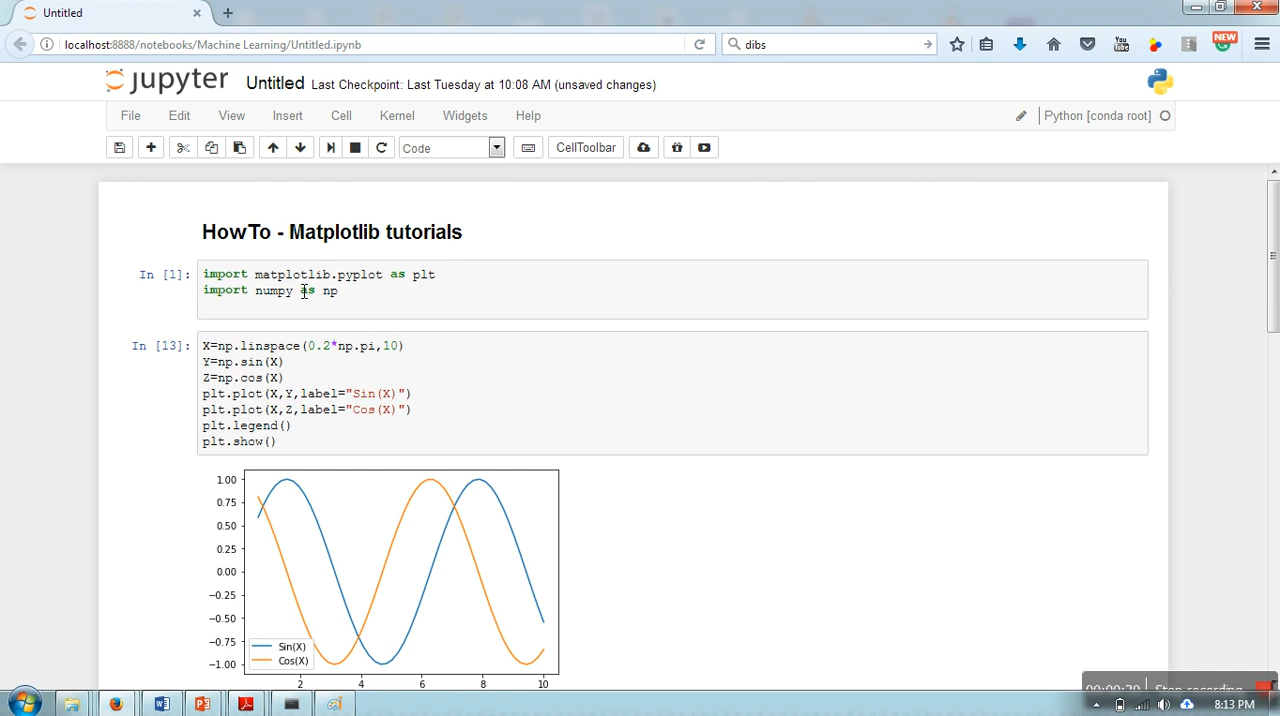 Untitled
localhost:8888/notebooks/Machine Learning/Untitled.ipynb
dibs
You Tube
NEW
jupyter Untitled Last Checkpoint: Last Tuesday at 10:08 AM (unsaved changes)
File Edit View Insert Cell Kernel Widgets Help Python [conda root]
Code CellToolbar
HowTo - Matplotlib tutorials
In [1]: import matplotlib.pyplot as plt
import numpy as np
In [13]: X=np.linspace(0.2*np.pi,10)
Y=np.sin(X)
Z=np.cos(X)
plt.plot(X,Y,label="Sin(X)")
plt.plot(X,Z,label="Cos(X)")
plt.legend()
plt.show()
1.00
0.75
0.50
0.25
0.00
−0.25
−0.50
−0.75
−1.00
Sin(X)
Cos(X)
2 4 6 8 10
Stop recording
8:13 PM